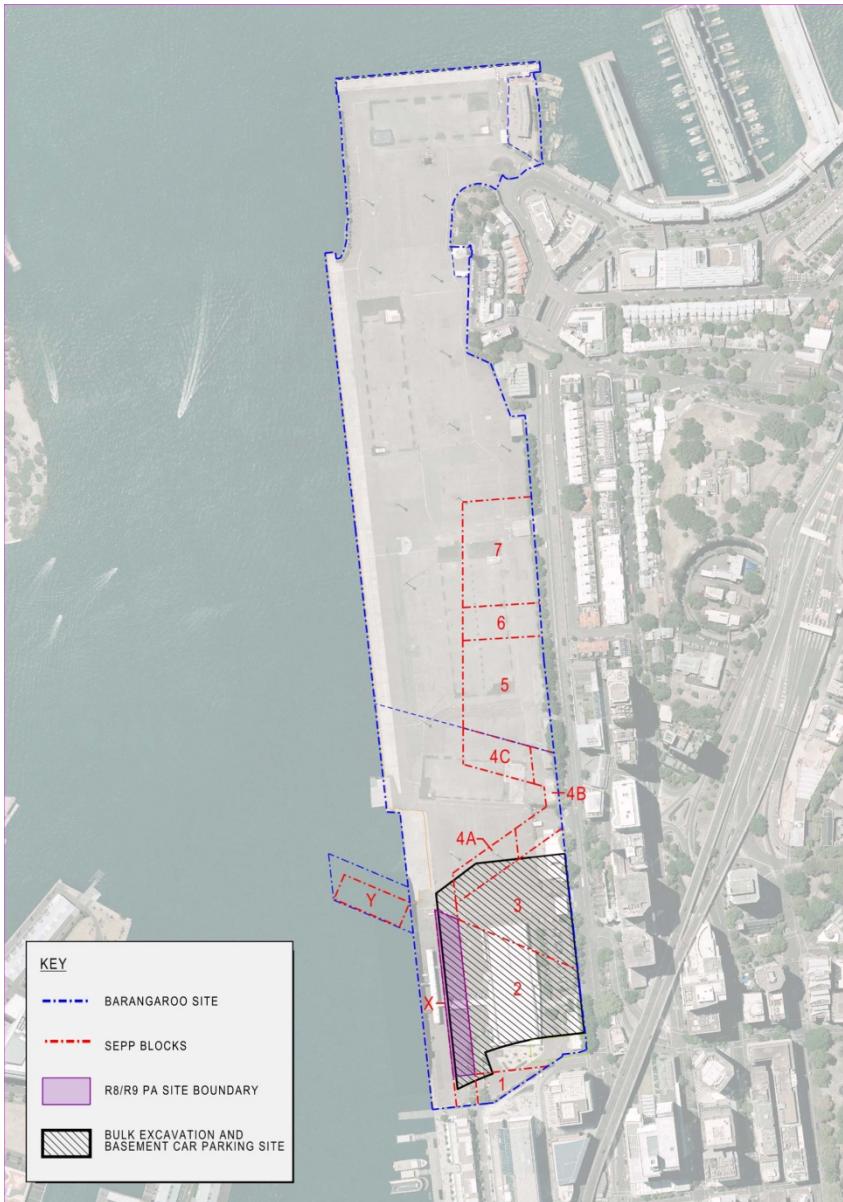 7
6
5
4C
4B
4A
3
Y
2
X
1
KEY
BARANGAROO SITE
SEPP BLOCKS
R8/R9 PA SITE BOUNDARY
BULK EXCAVATION AND
BASEMENT CAR PARKING SITE